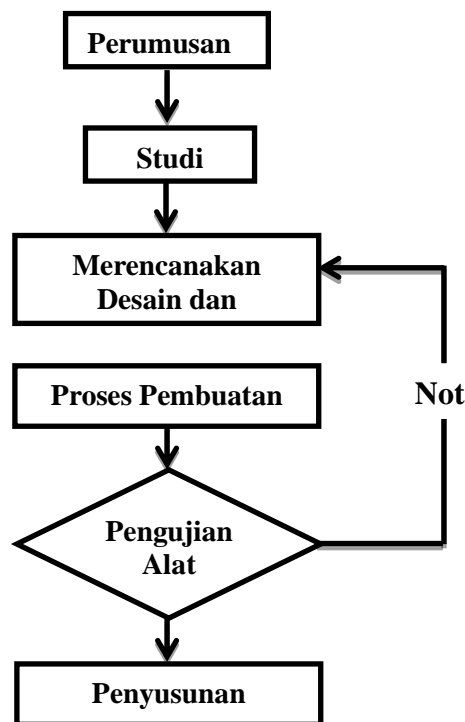 Perumusan
Studi
Merencanakan
Desain dan
Proses Pembuatan
Not
Pengujian
Alat
Penyusunan